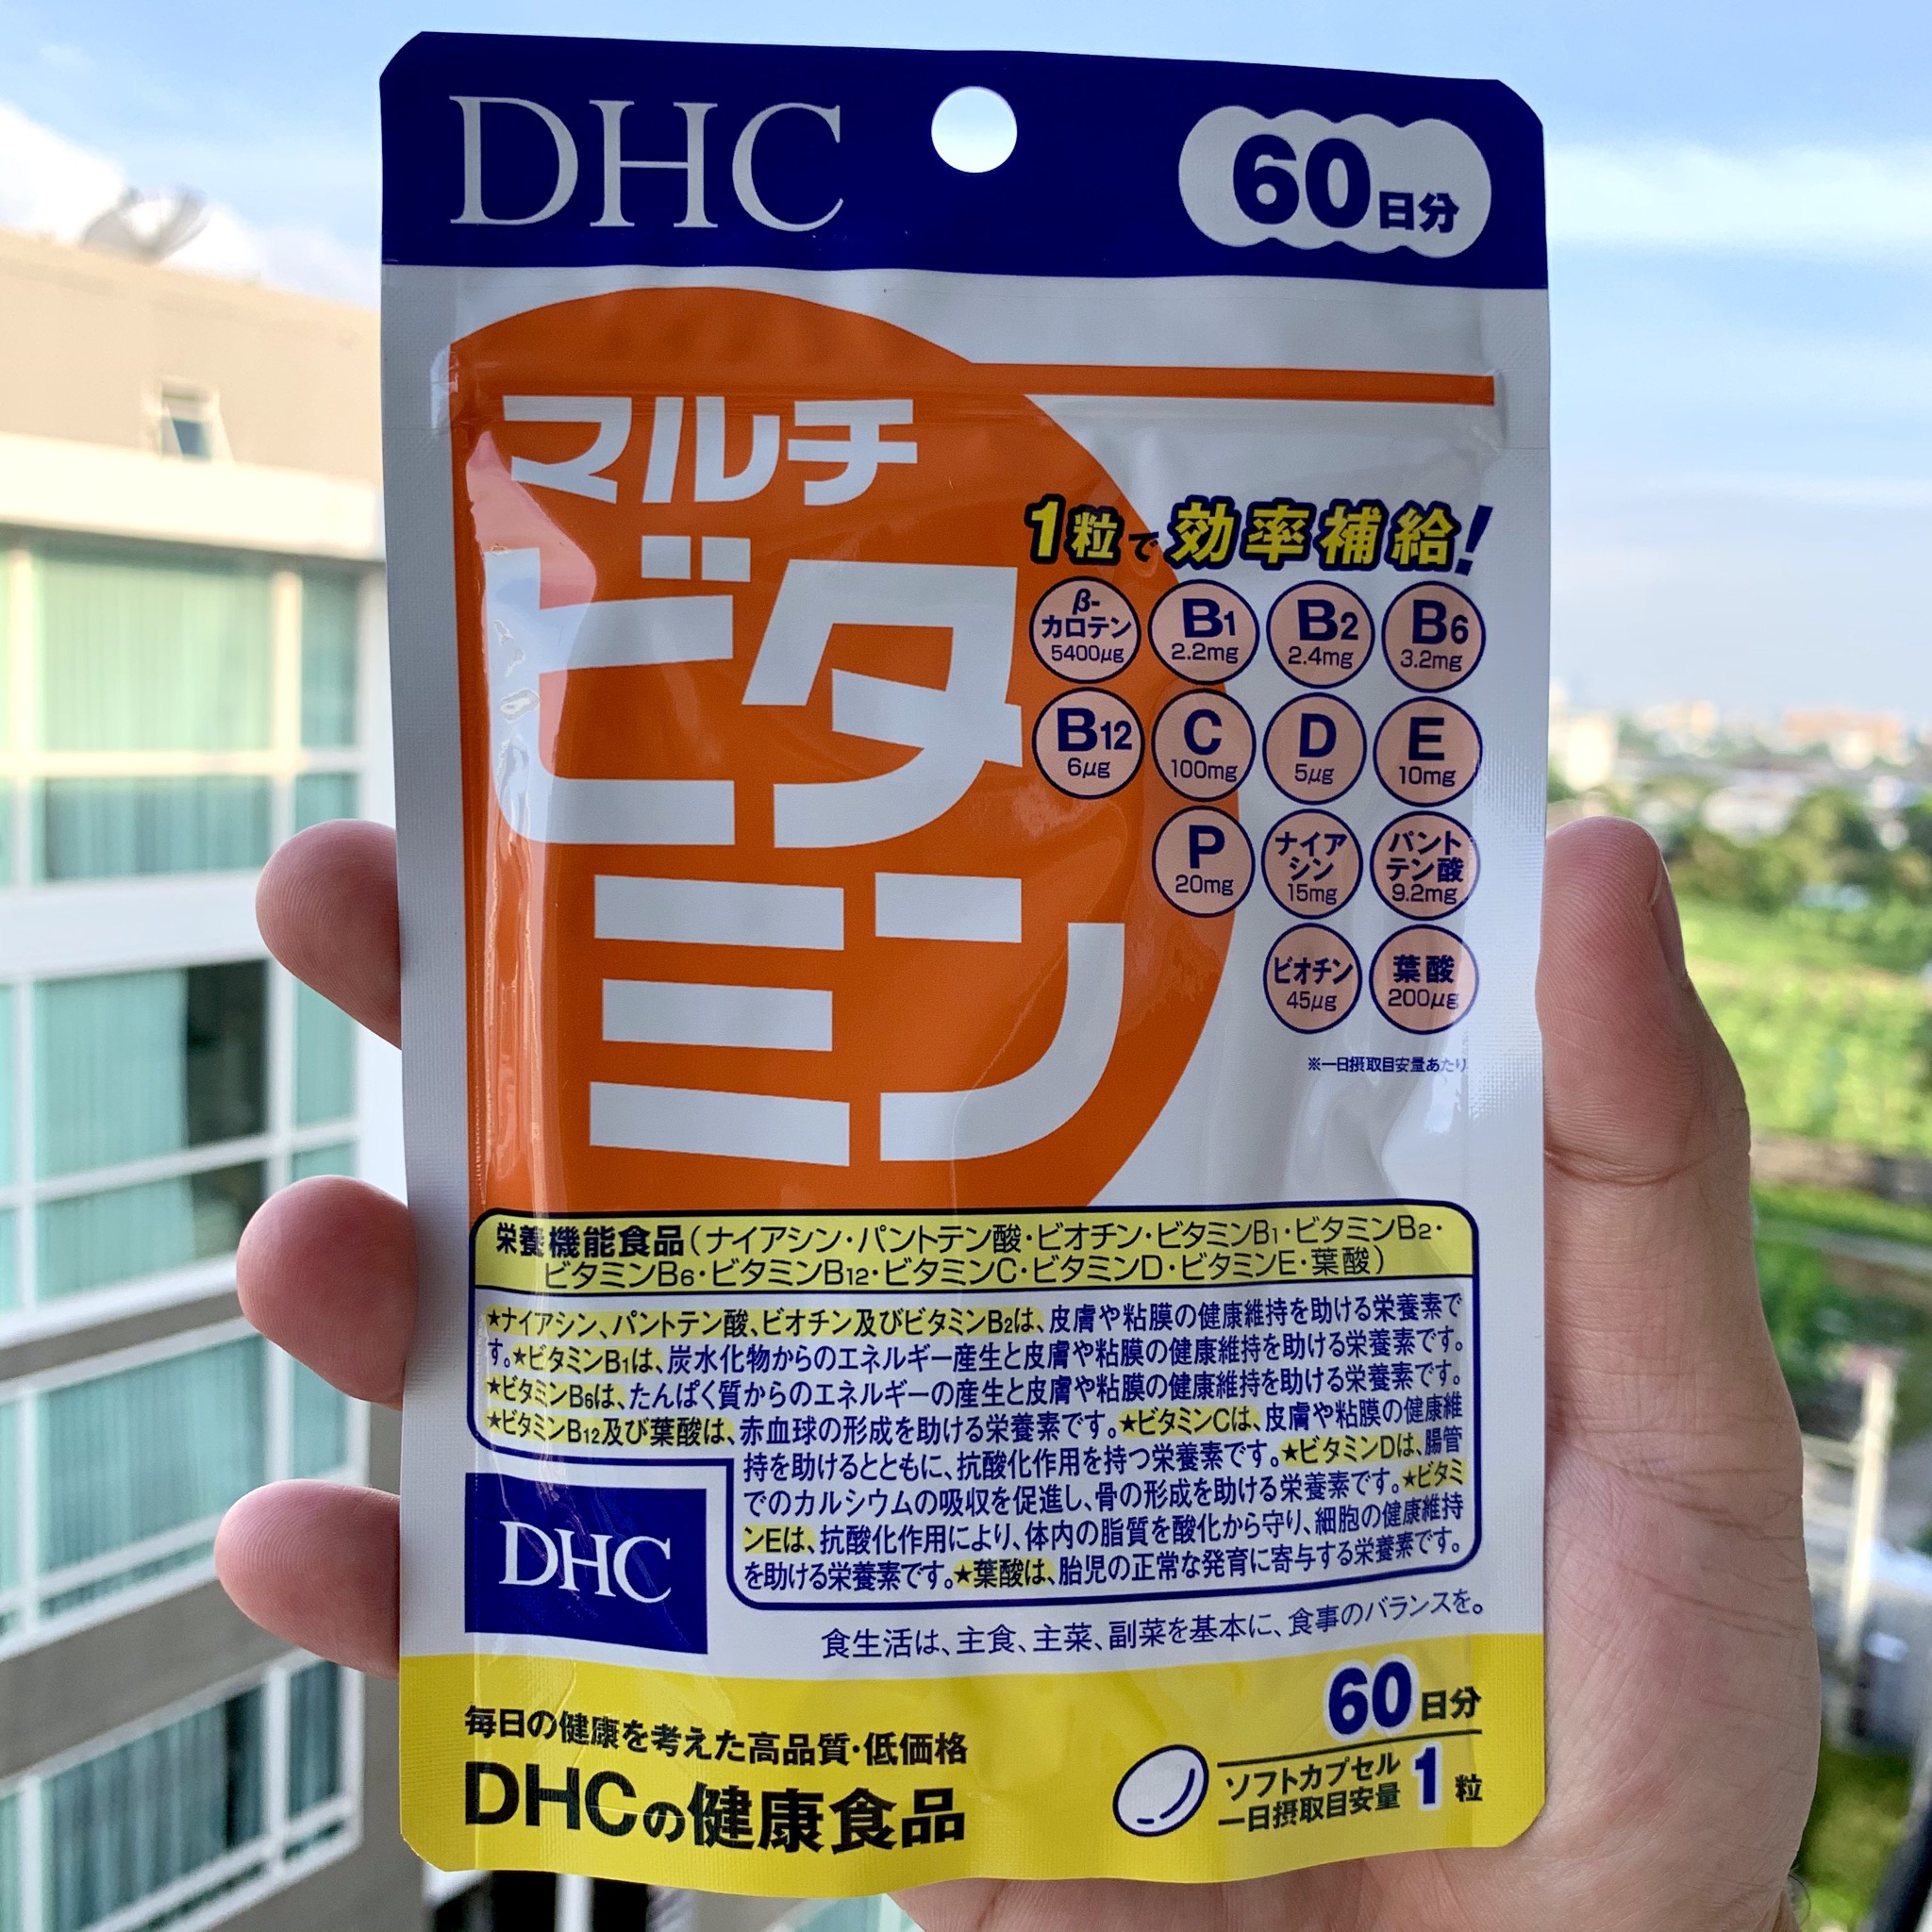 DHC
60日分
マルチ
ビタ
ミン
1粒で効率補給!
β-カロテン 5400μg
B1 2.2mg
B2 2.4mg
B6 3.2mg
B12 6μg
C 100mg
D 5μg
E 10mg
P 20mg
ナイアシン 15mg
パントテン酸 9.2mg
ビオチン 45μg
葉酸 200μg
※一日摂取目安量あたり
栄養機能食品(ナイアシン・パントテン酸・ビオチン・ビタミンB1・ビタミンB2・
ビタミンB6・ビタミンB12・ビタミンC・ビタミンD・ビタミンE・葉酸)
★ナイアシン、パントテン酸、ビオチン及びビタミンB2は、皮膚や粘膜の健康維持を助ける栄養素で
す。★ビタミンB1は、炭水化物からのエネルギー産生と皮膚や粘膜の健康維持を助ける栄養素です。
★ビタミンB6は、たんぱく質からのエネルギーの産生と皮膚や粘膜の健康維持を助ける栄養素です。
★ビタミンB12及び葉酸は、赤血球の形成を助ける栄養素です。★ビタミンCは、皮膚や粘膜の健康維
持を助けるとともに、抗酸化作用を持つ栄養素です。★ビタミンDは、腸管
でのカルシウムの吸収を促進し、骨の形成を助ける栄養素です。★ビタミ
ンEは、抗酸化作用により、体内の脂質を酸化から守り、細胞の健康維持
を助ける栄養素です。★葉酸は、胎児の正常な発育に寄与する栄養素です。
DHC
食生活は、主食、主菜、副菜を基本に、食事のバランスを。
毎日の健康を考えた高品質・低価格
DHCの健康食品
60日分
ソフトカプセル
一日摂取目安量 1粒